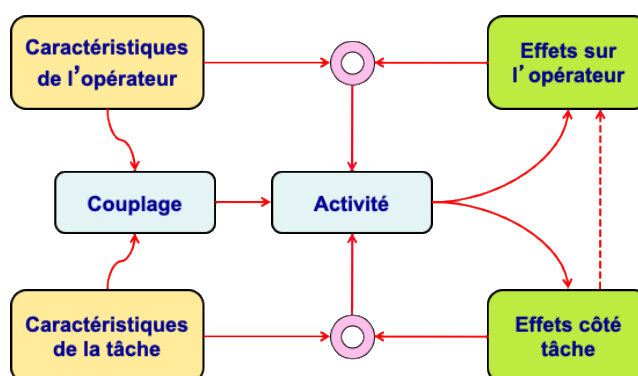 Caractéristiques
de l’opérateur
Effets sur
l’opérateur
Couplage
Activité
Caractéristiques
de la tâche
Effets côté
tâche